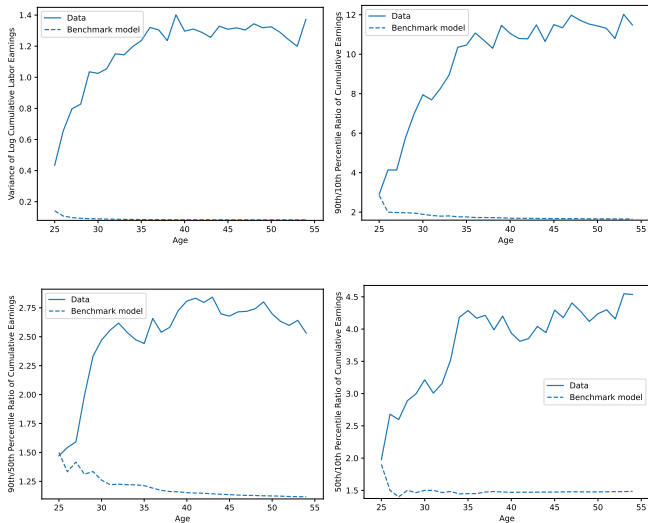 Variance of Log Cumulative Labor Earnings
1.4
1.2
1.0
0.8
0.6
0.4
0.2
Data
Benchmark model
25 30 35 40 45 50 55
Age
90th/10th Percentile Ratio of Cumulative Earnings
12
10
8
6
4
2
Data
Benchmark model
25 30 35 40 45 50 55
Age
90th/50th Percentile Ratio of Cumulative Earnings
2.75
2.50
2.25
2.00
1.75
1.50
1.25
Data
Benchmark model
25 30 35 40 45 50 55
Age
50th/10th Percentile Ratio of Cumulative Earnings
4.5
4.0
3.5
3.0
2.5
2.0
1.5
Data
Benchmark model
25 30 35 40 45 50 55
Age